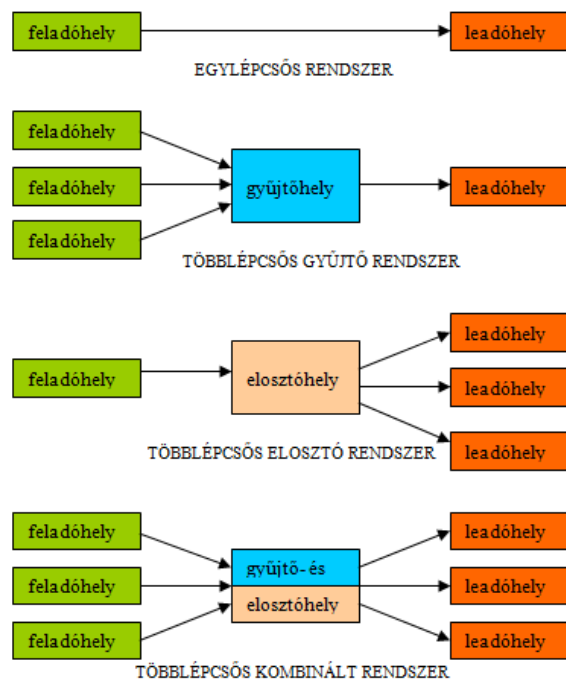 feladóhely
leadóhely
EGYLÉPCSŐS RENDSZER
feladóhely
feladóhely
feladóhely
gyűjtőhely
leadóhely
TÖBBLÉPCSŐS GYŰJTŐ RENDSZER
feladóhely
elosztóhely
leadóhely
leadóhely
leadóhely
TÖBBLÉPCSŐS ELOSZTÓ RENDSZER
feladóhely
feladóhely
feladóhely
gyűjtő- és
elosztóhely
leadóhely
leadóhely
leadóhely
TÖBBLÉPCSŐS KOMBINÁLT RENDSZER